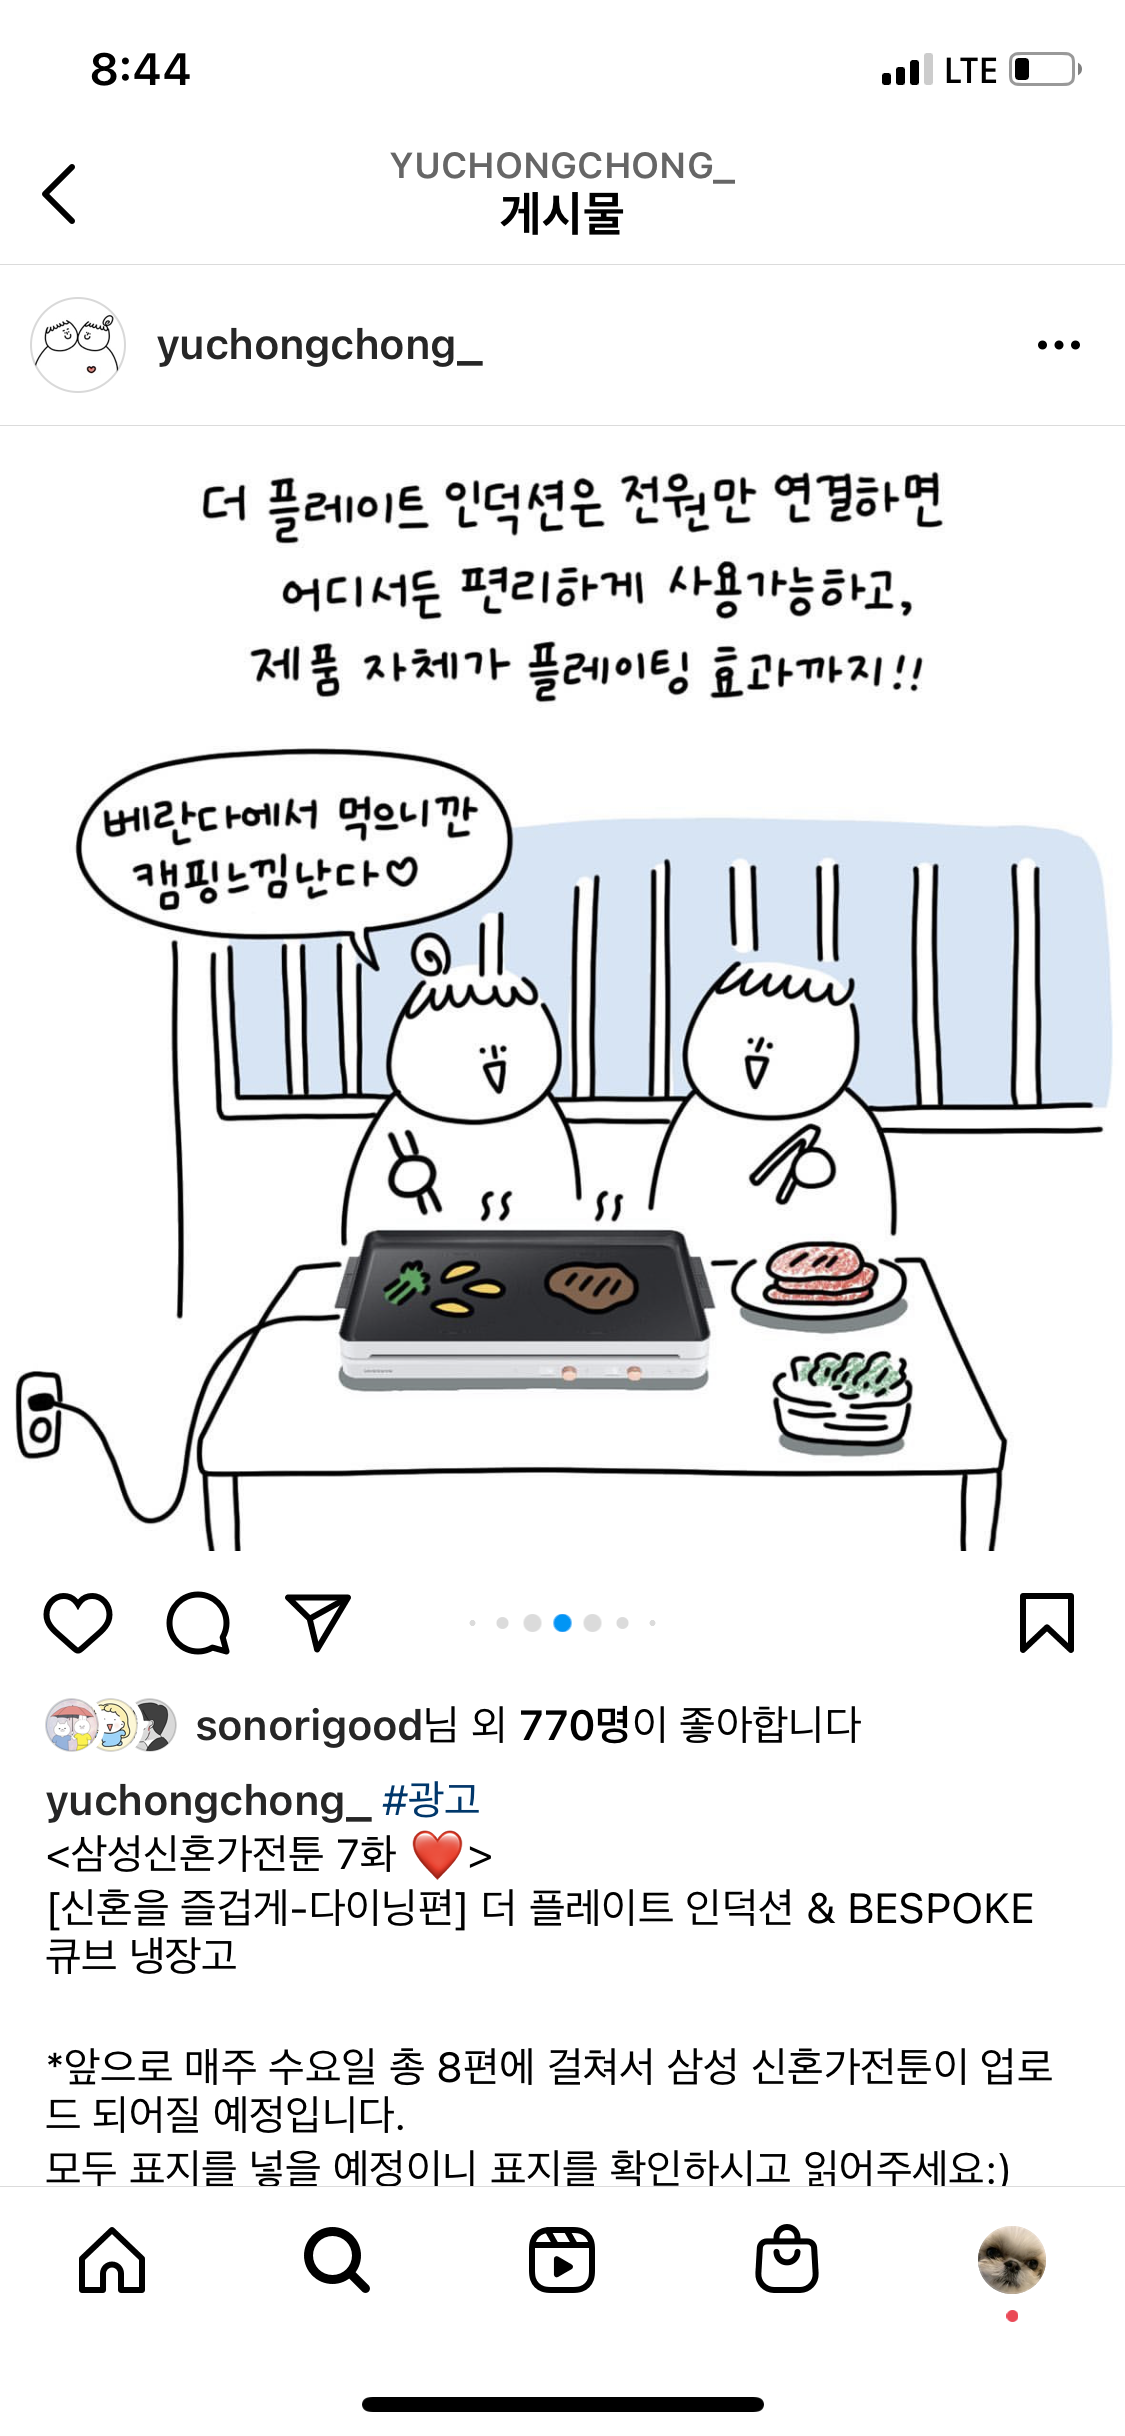 8:44
LTE
YUCHONGCHONG_
게시물
yuchongchong_
더 플레이트 인덕션은 전원만 연결하면
어디서든 편리하게 사용가능하고,
제품 자체가 플레이팅 효과까지!!
베란다에서 먹으니깐
캠핑느낌난다♡
sonorigood님 외 770명이 좋아합니다
yuchongchong_ #광고
<삼성신혼가전툰 7화 ❤️>
[신혼을 즐겁게-다이닝편] 더 플레이트 인덕션 & BESPOKE
큐브 냉장고
*앞으로 매주 수요일 총 8편에 걸쳐서 삼성 신혼가전툰이 업로
드 되어질 예정입니다.
모두 표지를 넣을 예정이니 표지를 확인하시고 읽어주세요:)